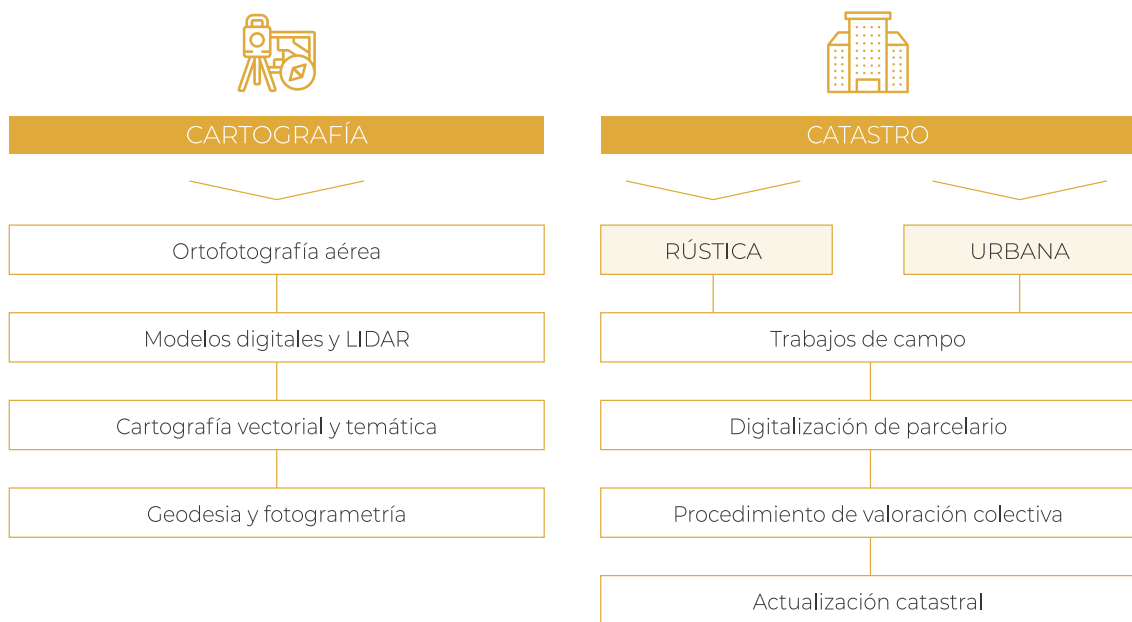 CARTOGRAFÍA
Ortofotografía aérea
Modelos digitales y LIDAR
Cartografía vectorial y temática
Geodesia y fotogrametría
CATASTRO
RÚSTICA
URBANA
Trabajos de campo
Digitalización de parcelario
Procedimiento de valoración colectiva
Actualización catastral